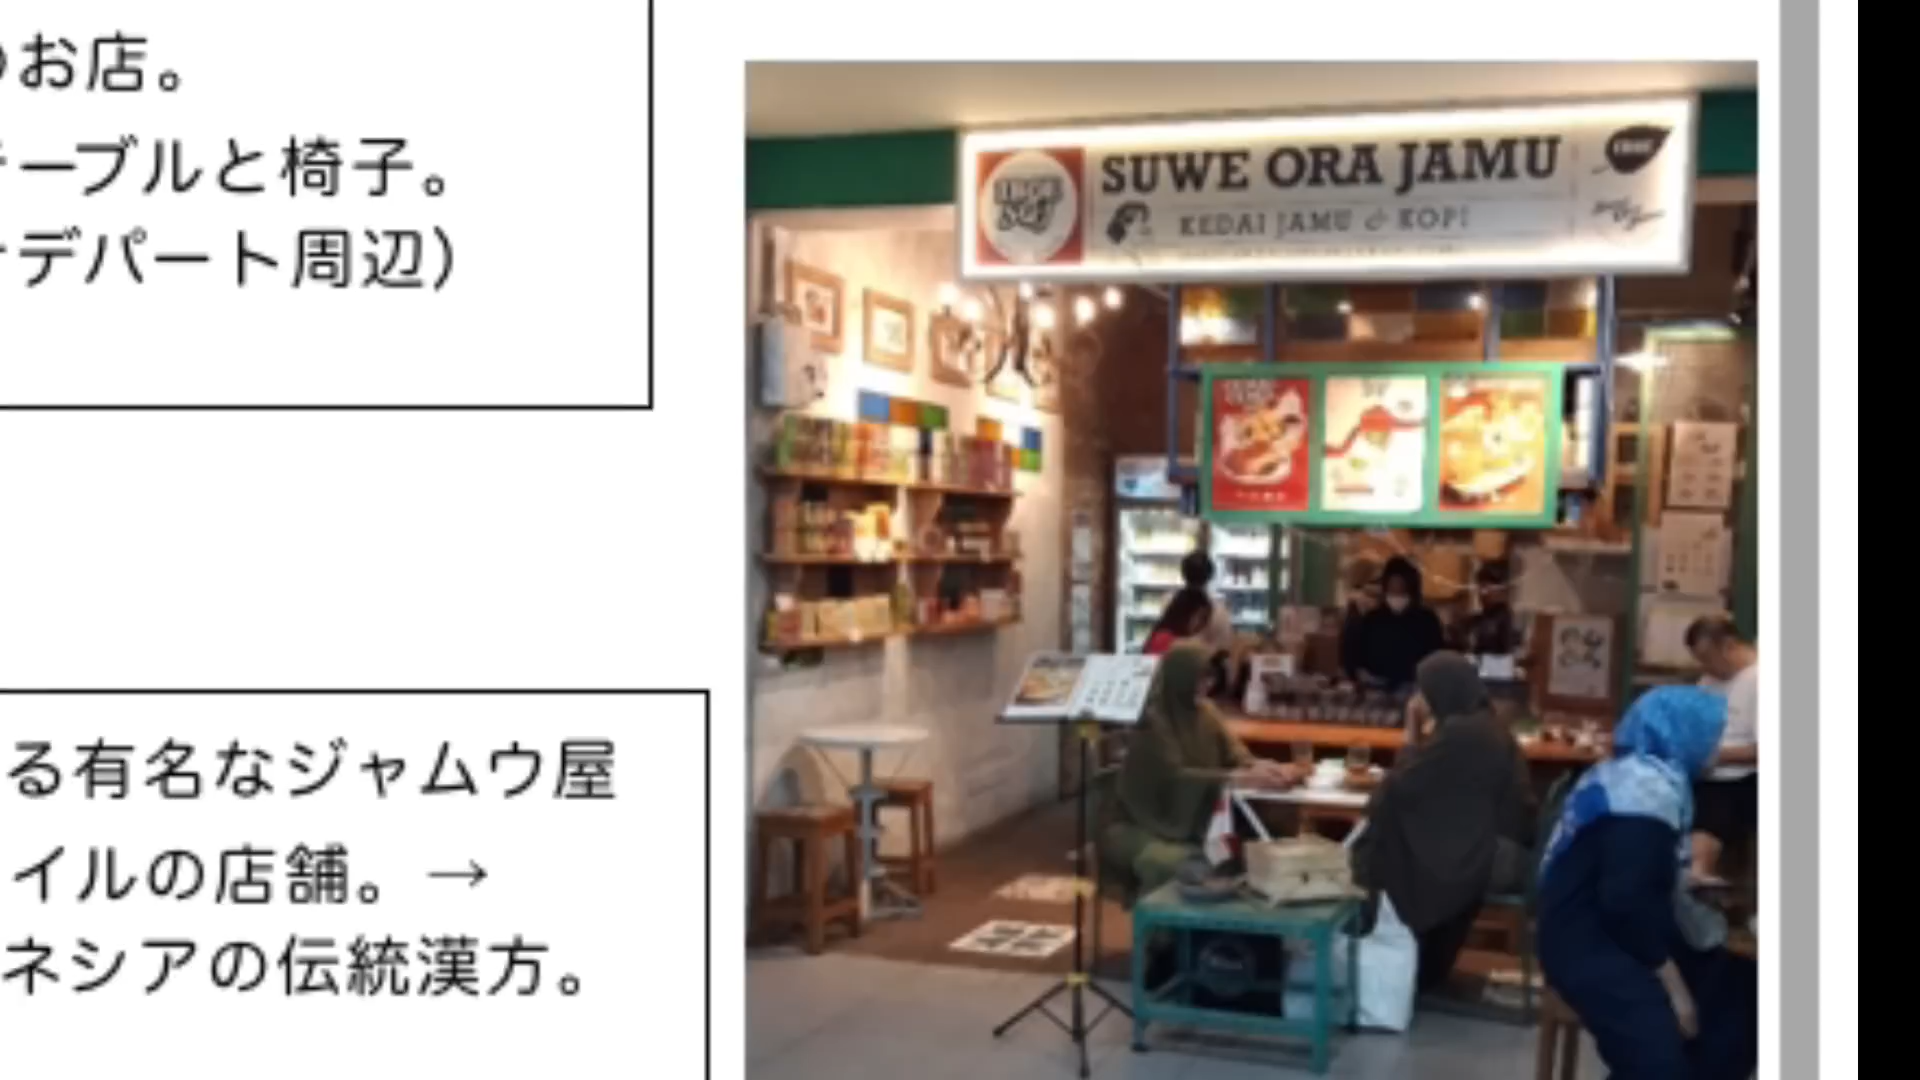 お店。
ーブルと椅子。
デパート周辺）
る有名なジャムウ屋
イルの店舗。→
ネシアの伝統漢方。
SUWE ORA JAMU
KEDAI JAMU & KOPI